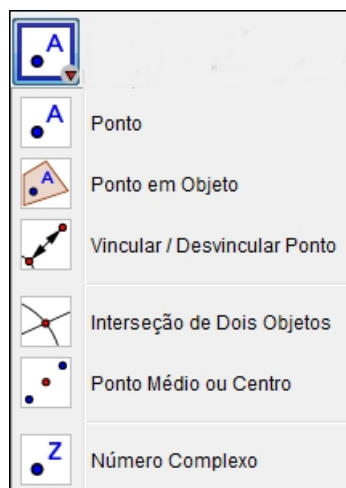 A
A
Ponto
A
Ponto em Objeto
Vincular / Desvincular Ponto
Interseção de Dois Objetos
Ponto Médio ou Centro
Z
Número Complexo